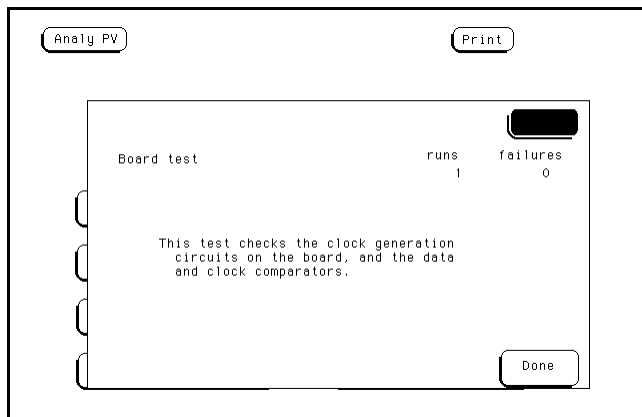 Analy PV Print
Board test runs failures
1 0
This test checks the clock generation
circuits on the board, and the data
and clock comparators.
Done